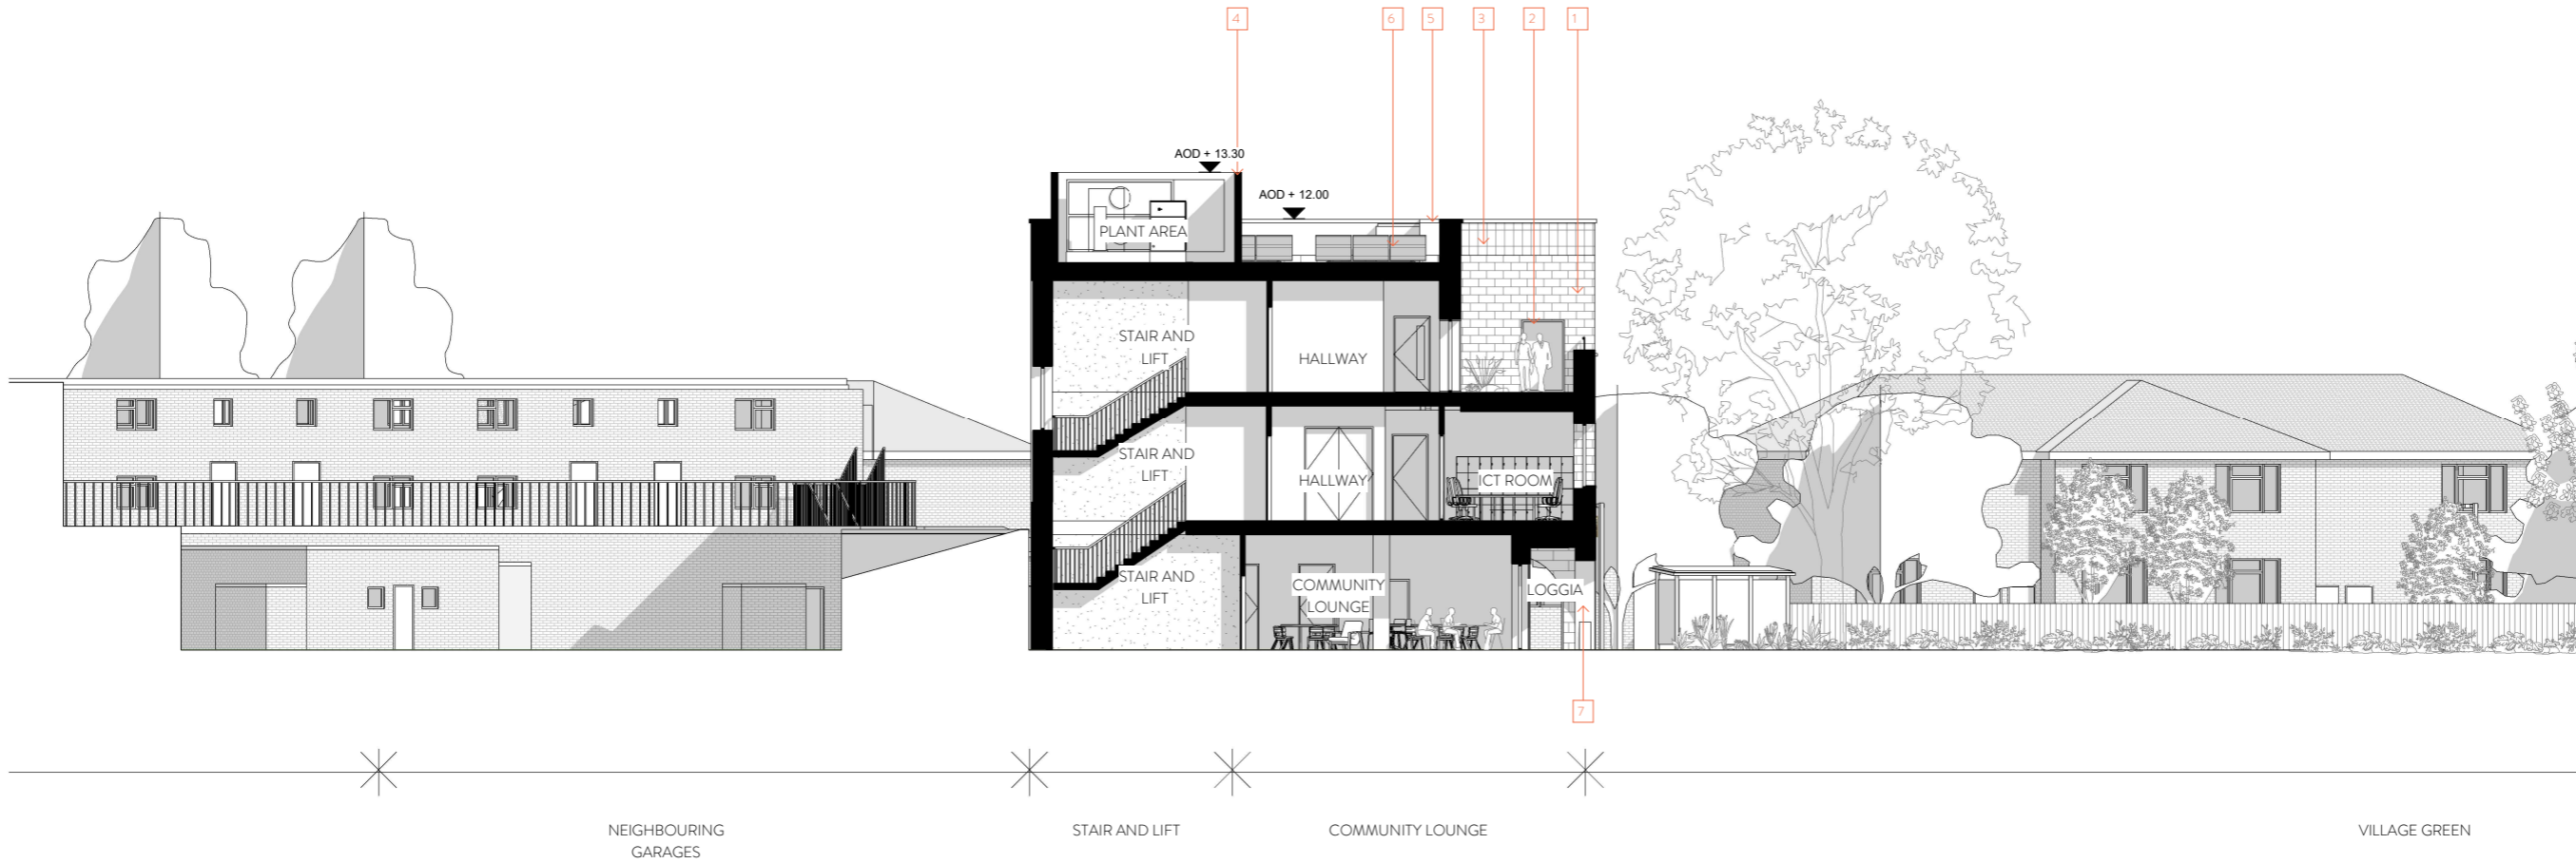 4
6
5
3
2
1
AOD + 13.30
AOD + 12.00
PLANT AREA
STAIR AND
LIFT
HALLWAY
STAIR AND
LIFT
HALLWAY
ICT ROOM
STAIR AND
LIFT
COMMUNITY
LOUNGE
LOGGIA
7
NEIGHBOURING
GARAGES
STAIR AND LIFT
COMMUNITY LOUNGE
VILLAGE GREEN